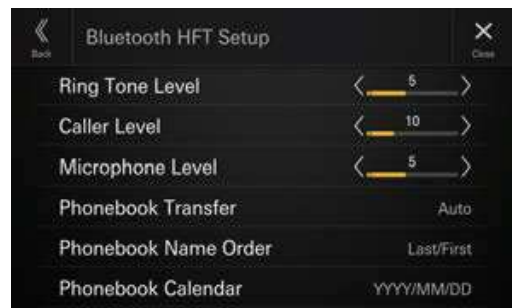 Bluetooth HFT Setup
Back
Close
Ring Tone Level 5
Caller Level 10
Microphone Level 5
Phonebook Transfer Auto
Phonebook Name Order Last/First
Phonebook Calendar YYYY/MM/DD